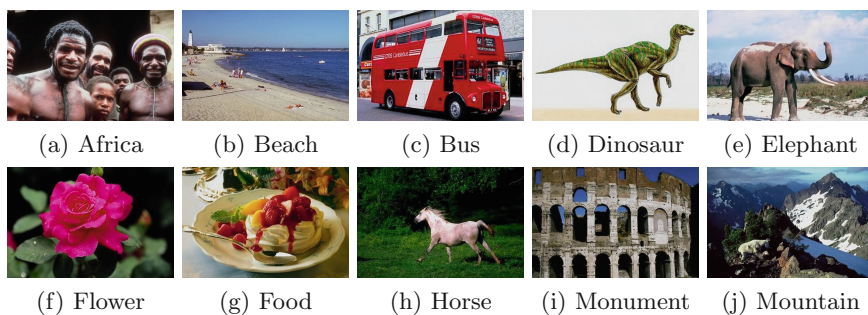 (a) Africa
(b) Beach
(c) Bus
(d) Dinosaur
(e) Elephant
(f) Flower
(g) Food
(h) Horse
(i) Monument
(j) Mountain